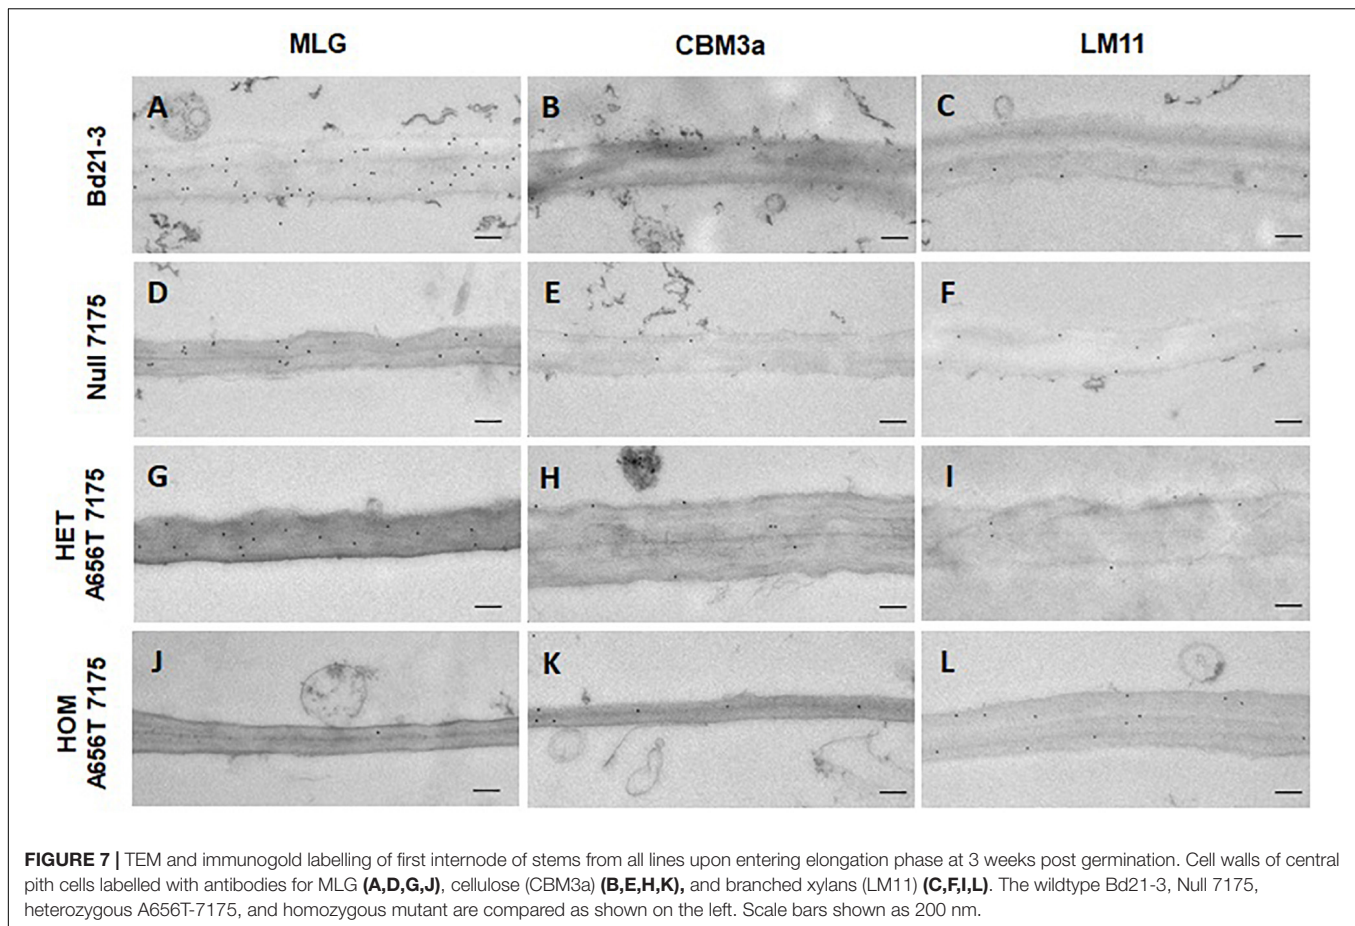 MLG CBM3a LM11
Bd21-3
A B C
Null 7175
D E F
HET
A656T 7175
G H I
HOM
A656T 7175
J K L
FIGURE 7 | TEM and immunogold labelling of first internode of stems from all lines upon entering elongation phase at 3 weeks post germination. Cell walls of central
pith cells labelled with antibodies for MLG (A,D,G,J), cellulose (CBM3a) (B,E,H,K), and branched xylans (LM11) (C,F,I,L). The wildtype Bd21-3, Null 7175,
heterozygous A656T-7175, and homozygous mutant are compared as shown on the left. Scale bars shown as 200 nm.